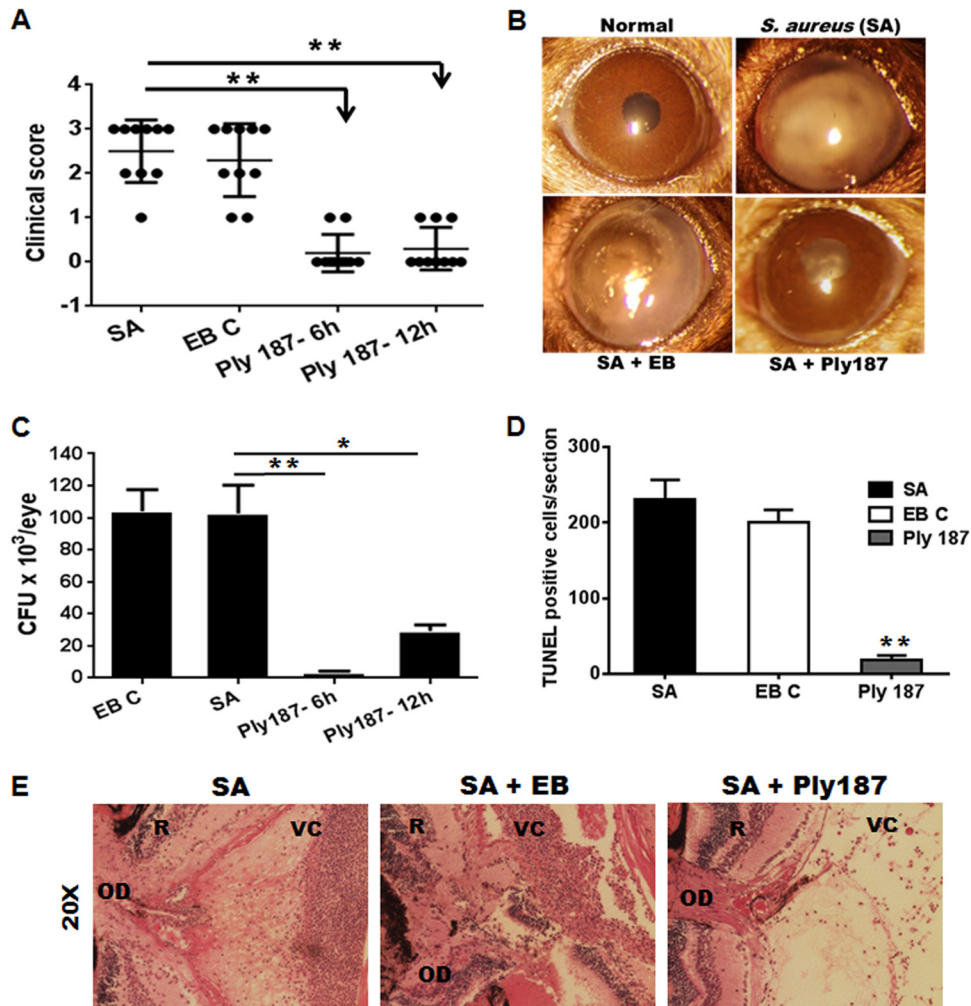 A
**
**
4
3
2
1
0
-1
Clinical score
SA
EB C
Ply 187- 6h
Ply 187- 12h
B
Normal
S. aureus (SA)
SA + EB
SA + Ply187
C
*
**
140
120
100
80
60
40
20
0
CFU x 10³/eye
EB C
SA
Ply187- 6h
Ply187- 12h
D
300
200
100
0
TUNEL positive cells/section
SA
EB C
Ply 187
**
SA
EB C
Ply 187
E
SA
SA + EB
SA + Ply187
20X
R
VC
OD
R
VC
OD
R
VC
OD